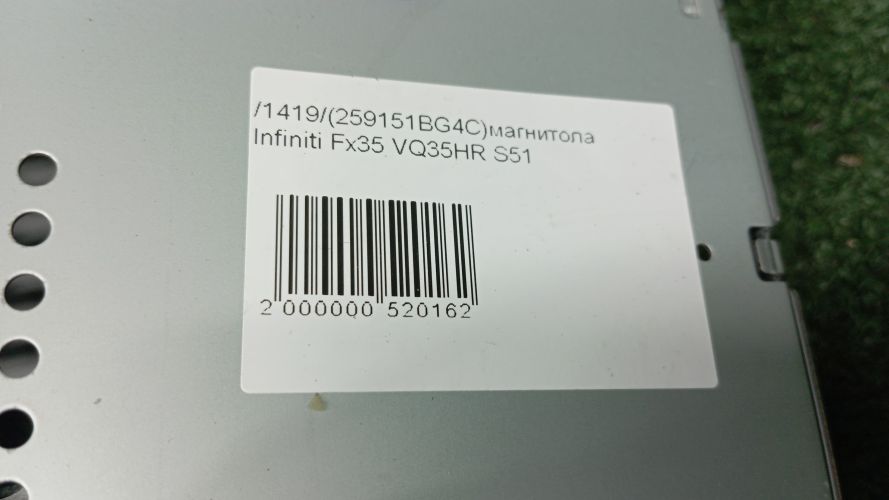 /1419/(259151BG4C)магнитола
Infiniti Fx35 VQ35HR S51
2 000000 520162